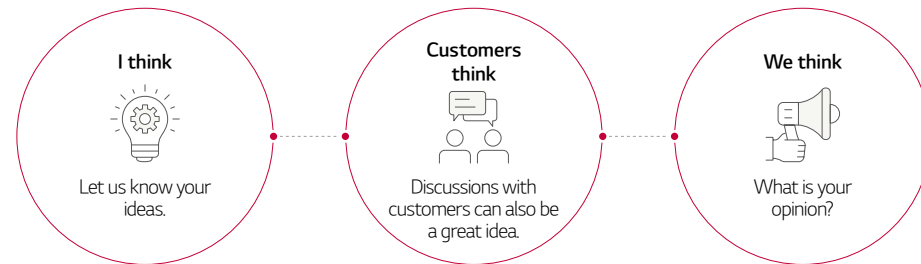 I think
Let us know your
ideas.
Customers
think
Discussions with
customers can also be
a great idea.
We think
What is your
opinion?